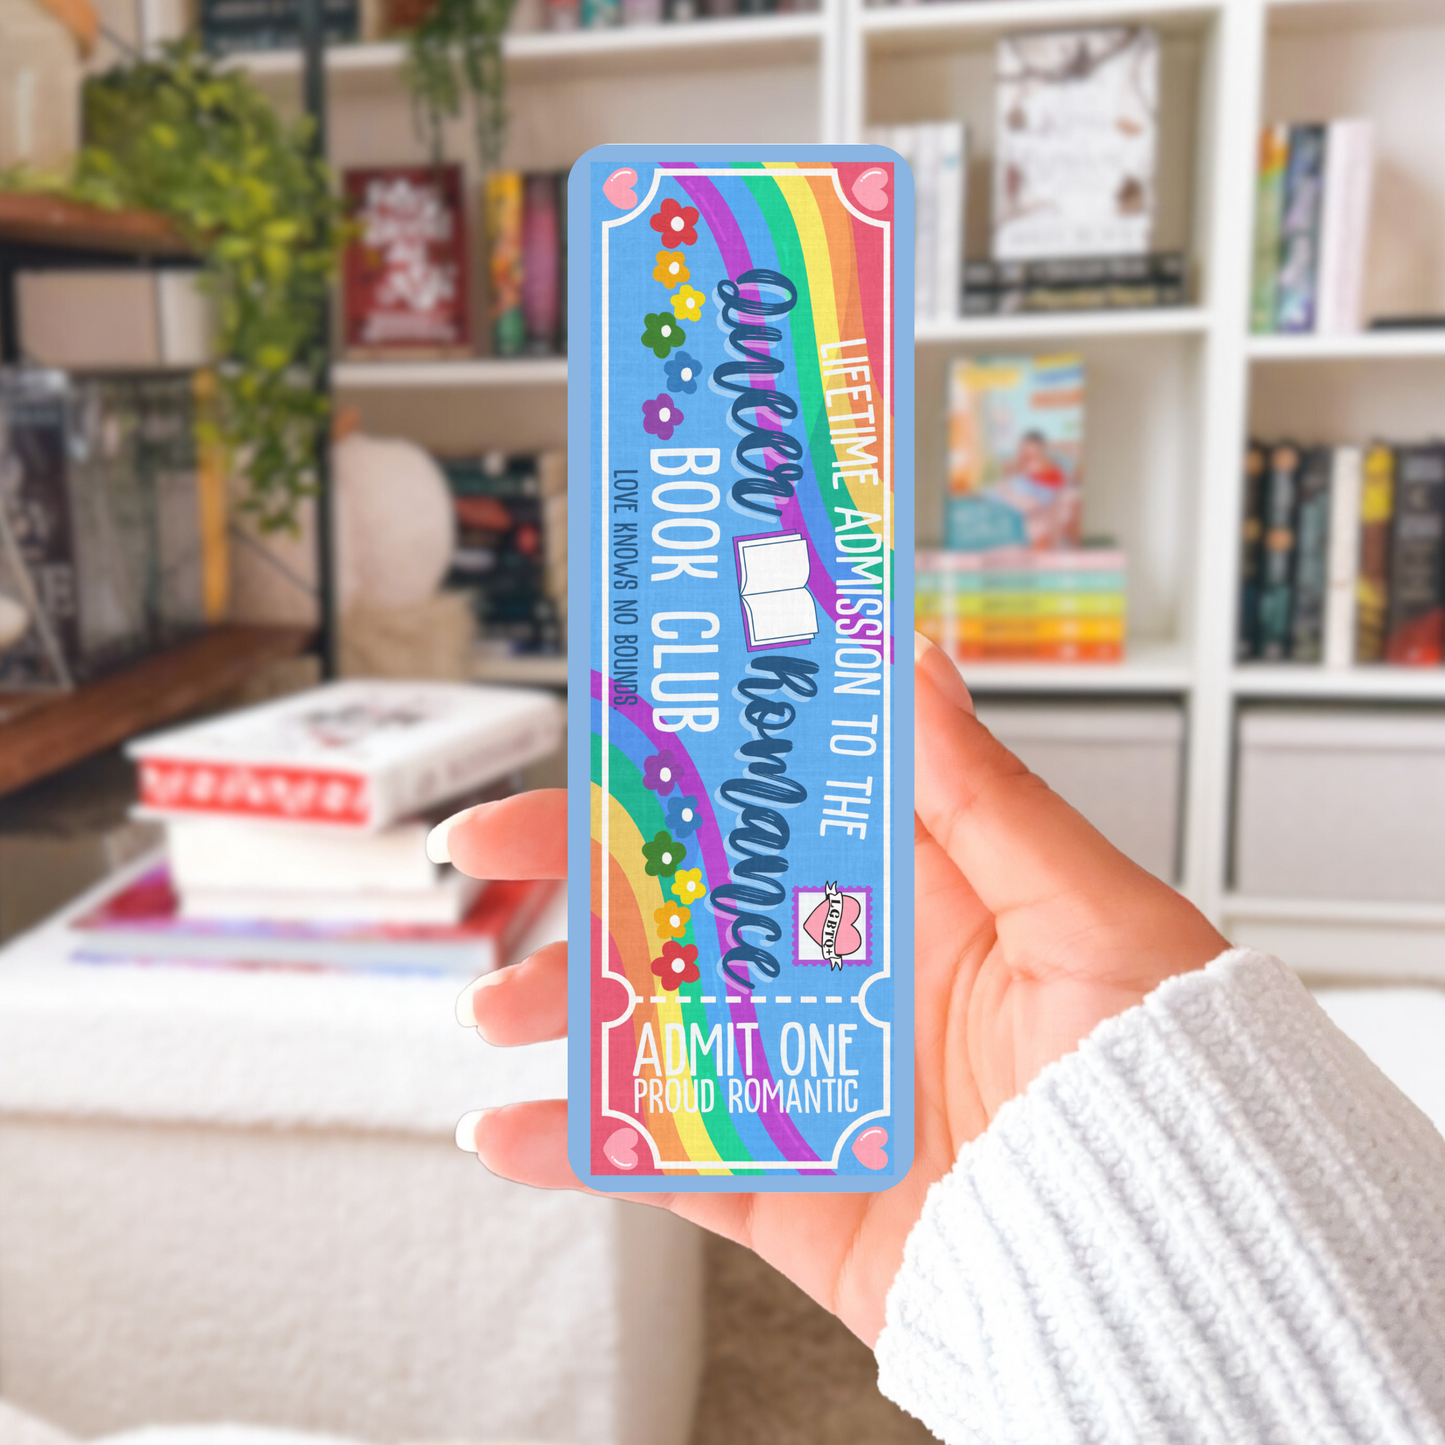 LIFETIME ADMISSION TO THE
Queer Romance
BOOK CLUB
LOVE KNOWS NO BOUNDS.
LGBTQ+
ADMIT ONE
PROUD ROMANTIC